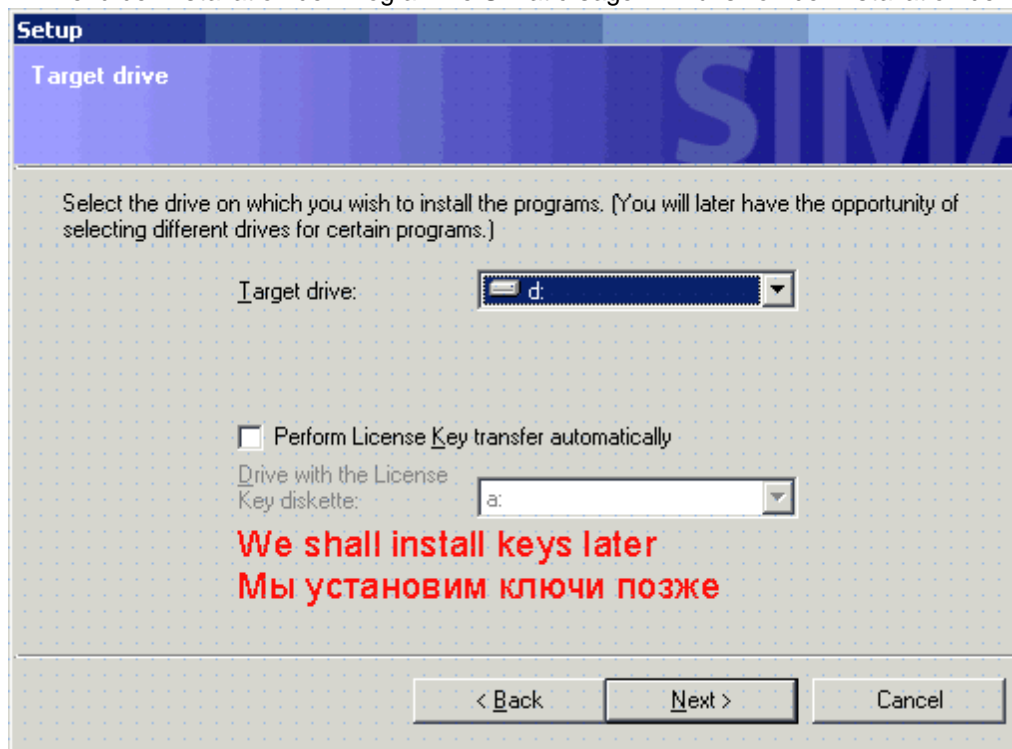 Setup
Target drive
SIMA
Select the drive on which you wish to install the programs. (You will later have the opportunity of
selecting different drives for certain programs.)
Target drive:
d:
Perform License Key transfer automatically
Drive with the License
Key diskette:
a:
We shall install keys later
Мы установим ключи позже
< Back
Next >
Cancel